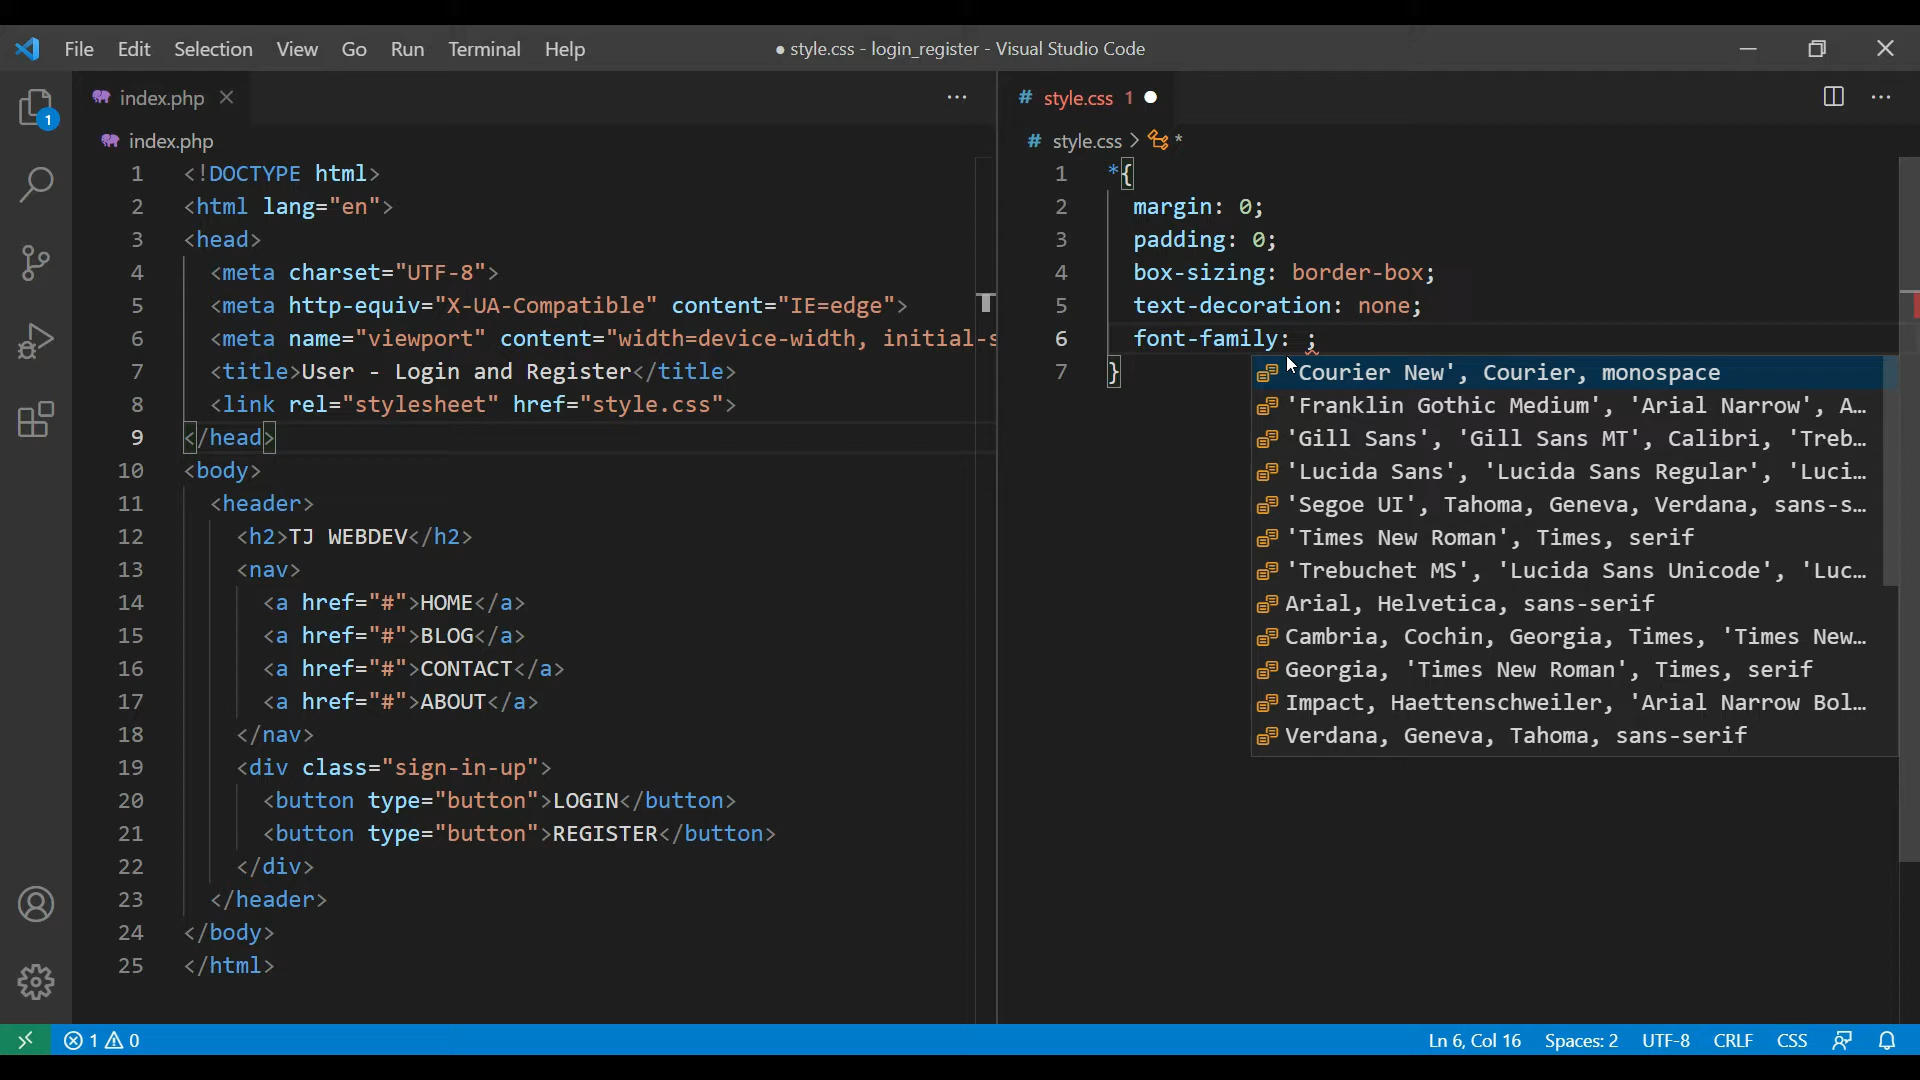 File Edit Selection View Go Run Terminal Help
● style.css - login_register - Visual Studio Code
index.php
index.php
1 <!DOCTYPE html>
2 <html lang="en">
3 <head>
4 <meta charset="UTF-8">
5 <meta http-equiv="X-UA-Compatible" content="IE=edge">
6 <meta name="viewport" content="width=device-width, initial-s
7 <title>User - Login and Register</title>
8 <link rel="stylesheet" href="style.css">
9 </head>
10 <body>
11 <header>
12 <h2>TJ WEBDEV</h2>
13 <nav>
14 <a href="#">HOME</a>
15 <a href="#">BLOG</a>
16 <a href="#">CONTACT</a>
17 <a href="#">ABOUT</a>
18 </nav>
19 <div class="sign-in-up">
20 <button type="button">LOGIN</button>
21 <button type="button">REGISTER</button>
22 </div>
23 </header>
24 </body>
25 </html>
# style.css 1 ●
# style.css > *
1 *{
2 margin: 0;
3 padding: 0;
4 box-sizing: border-box;
5 text-decoration: none;
6 font-family: ;
7 }
'Courier New', Courier, monospace
'Franklin Gothic Medium', 'Arial Narrow', A…
'Gill Sans', 'Gill Sans MT', Calibri, 'Treb…
'Lucida Sans', 'Lucida Sans Regular', 'Luci…
'Segoe UI', Tahoma, Geneva, Verdana, sans-s…
'Times New Roman', Times, serif
'Trebuchet MS', 'Lucida Sans Unicode', 'Luc…
Arial, Helvetica, sans-serif
Cambria, Cochin, Georgia, Times, 'Times New…
Georgia, 'Times New Roman', Times, serif
Impact, Haettenschweiler, 'Arial Narrow Bol…
Verdana, Geneva, Tahoma, sans-serif
1
1 0
Ln 6, Col 16 Spaces: 2 UTF-8 CRLF CSS